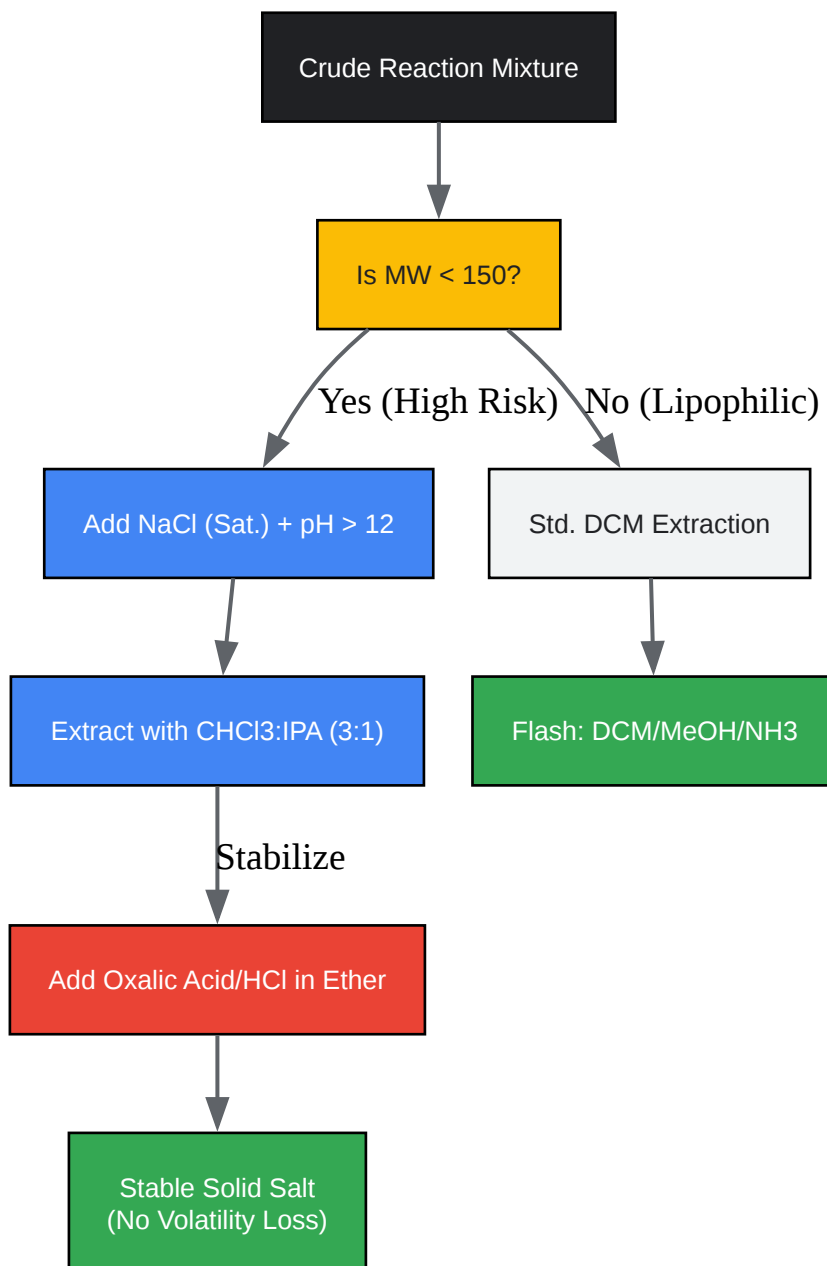 Crude Reaction Mixture
Is MW < 150?
Yes (High Risk)
No (Lipophilic)
Add NaCl (Sat.) + pH > 12
Std. DCM Extraction
Extract with CHCl3:IPA (3:1)
Flash: DCM/MeOH/NH3
Stabilize
Add Oxalic Acid/HCl in Ether
Stable Solid Salt
(No Volatility Loss)